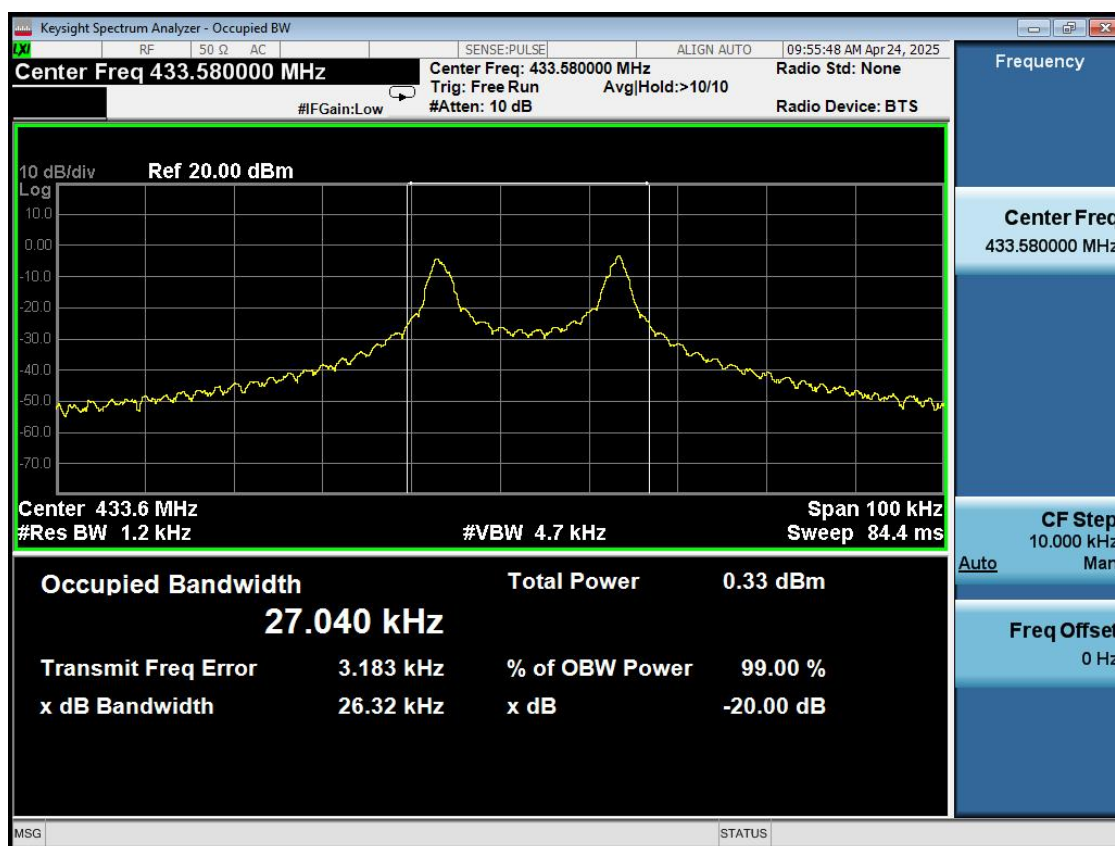 Keysight Spectrum Analyzer - Occupied BW
LXI RF 50 Ω AC SENSE:PULSE ALIGN AUTO 09:55:48 AM Apr 24, 2025
Center Freq 433.580000 MHz
#IFGain:Low
Center Freq: 433.580000 MHz
Trig: Free Run Avg|Hold:>10/10
#Atten: 10 dB
Radio Std: None
Radio Device: BTS
10 dB/div Ref 20.00 dBm
Log
10.0
0.00
-10.0
-20.0
-30.0
-40.0
-50.0
-60.0
-70.0
Center 433.6 MHz Span 100 kHz
#Res BW 1.2 kHz #VBW 4.7 kHz Sweep 84.4 ms
Occupied Bandwidth Total Power 0.33 dBm
27.040 kHz
Transmit Freq Error 3.183 kHz % of OBW Power 99.00 %
x dB Bandwidth 26.32 kHz x dB -20.00 dB
Frequency
Center Freq
433.580000 MHz
CF Step
10.000 kHz
Auto Man
Freq Offset
0 Hz
MSG STATUS